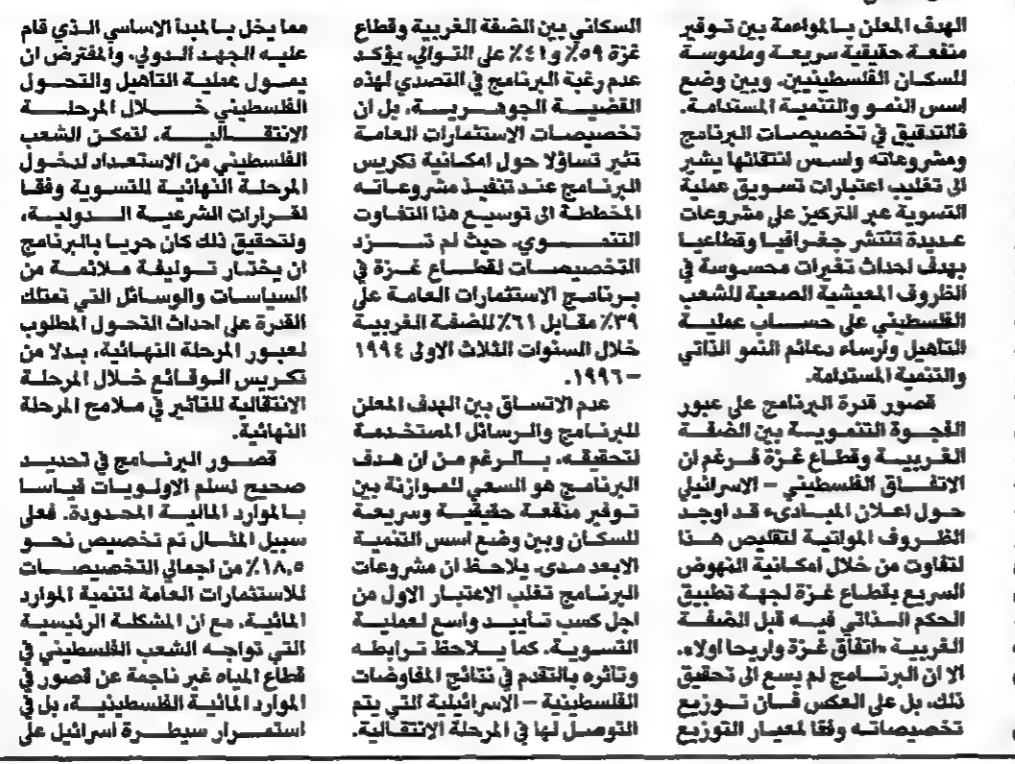 الهدف المعلن بالمواءمة بين توفير
منفعة حقيقية سريعة وملموسة
للسكان الفلسطينيين. وبين وضع
اسس النمو والتنمية المستدامة.
فالتدقيق في تخصيصات البرنامج
ومشروعاته واسس انتقائها يشير
الى تغليب اعتبارات تسويق عملية
التسوية عبر التركيز على مشروعات
عديدة تنتشر جغرافيا وقطاعيا
بهدف احداث تغيرات محسوسة في
الظروف المعيشية الصعبة للشعب
الفلسطيني على حساب عملية
التأهيل وارساء دعائم النمو الذاتي
والتنمية المستدامة.
قصور قدرة البرنامج على عبور
الفجوة التنموية بين الضفة
الغربية وقطاع غزة فرغم ان
الاتفاق الفلسطيني - الاسرائيلي
حول اعلان المبادىء قد اوجد
الظروف المواتية لتقليص هذا
لتفاوت من خلال امكانية النهوض
السريع بقطاع غزة لجهة تطبيق
الحكم الذاتي فيه قبل الضفة
الغربية «اتفاق غزة واريحا اولا».
الا ان البرنامج لم يسع الى تحقيق
ذلك، بل على العكس فان توزيع
تخصيصاته وفقا لمعيار التوزيع
السكاني بين الضفة الغربية وقطاع
غزة ٥٩٪ و٤١٪ على التوالي، يؤكد
عدم رغبة البرنامج في التصدي لهذه
القضية الجوهرية، بل ان
تخصيصات الاستثمارات العامة
تثير تساؤلا حول امكانية تكريس
البرنامج عند تنفيذ مشروعاته
المخططة الى توسيع هذا التفاوت
التنموي. حيث لم تزد
التخصيصات لقطاع غزة في
برنامج الاستثمارات العامة على
٣٩٪ مقابل ٦١٪ للضفة الغربية
خلال السنوات الثلاث الاولى ١٩٩٤
-١٩٩٦.
عدم الاتساق بين الهدف المعلن
للبرنامج والرسائل المستخدمة
لتحقيقه. بالرغم من ان هدف
البرنامج هو السعي للموازنة بين
توفير منفعة حقيقية وسريعة
للسكان وبين وضع اسس التنمية
الابعد مدى. يلاحظ ان مشروعات
البرنامج تغلب الاعتبار الاول من
اجل كسب تأييد واسع لعملية
التسوية. كما يلاحظ ترابطه
وتاثره بالتقدم في نتائج المفاوضات
الفلسطينية - الاسرائيلية التي يتم
التوصل لها في المرحلة الانتقالية.
مما يخل بالمبدأ الاساسي الذي قام
عليه الجهد الدولي. والمفترض ان
يمول عملية التاهيل والتحول
الفلسطيني خلال المرحلة
الانتقالية. لتمكن الشعب
الفلسطيني من الاستعداد لدخول
المرحلة النهائية للتسوية وفقا
لقرارات الشرعية الدولية،
ولتحقيق ذلك كان حريا بالبرنامج
ان يختار توليفة ملائمة من
السياسات والوسائل التي تمتلك
القدرة على احداث التحول المطلوب
لعبور المرحلة النهائية، بدلا من
تكريس الوقائع خلال المرحلة
الانتقالية للتأثير في ملامح المرحلة
النهائية.
قصور البرنامج في تحديد
صحيح لسلم الاولويات قياسا
بالموارد المالية المحدودة. فعلى
سبيل المثال تم تخصيص نحو
١٨,٥٪ من اجمالي التخصيصات
للاستثمارات العامة لتنمية الموارد
المائية. مع ان المشكلة الرئيسية
التي تواجه الشعب الفلسطيني في
قطاع المياه غير ناجمة عن قصور في
الموارد المائية الفلسطينية، بل في
استمرار سيطرة اسرائيل على